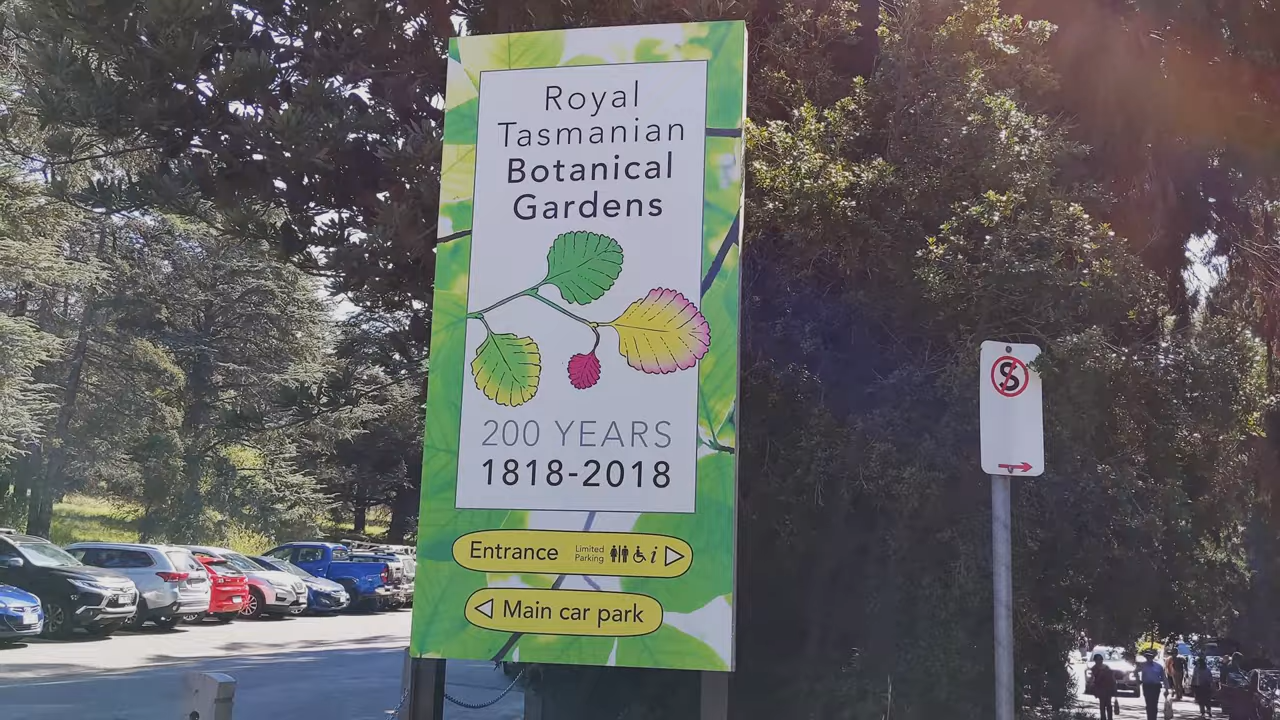 Royal
Tasmanian
Botanical
Gardens
200 YEARS
1818-2018
Entrance
Limited
Parking
i
Main car park
S